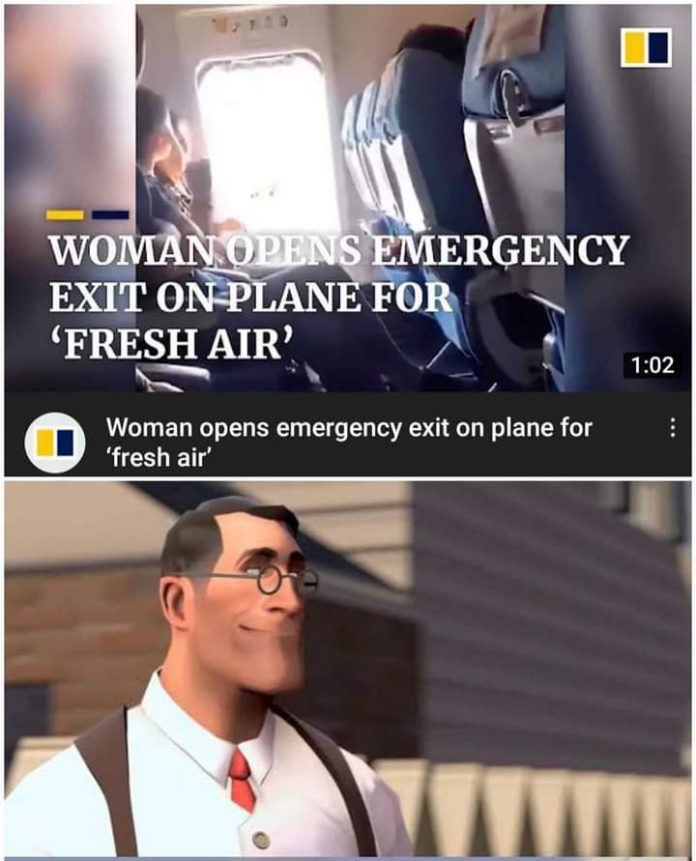 WOMAN OPENS EMERGENCY
EXIT ON PLANE FOR
‘FRESH AIR’
1:02
Woman opens emergency exit on plane for
‘fresh air’